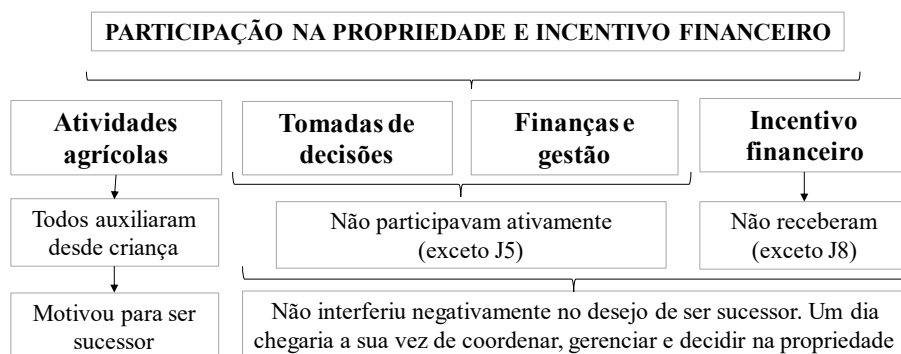 PARTICIPAÇÃO NA PROPRIEDADE E INCENTIVO FINANCEIRO
Atividades
agrícolas
Tomadas de
decisões
Finanças e
gestão
Incentivo
financeiro
Todos auxiliaram
desde criança
Não participavam ativamente
(exceto J5)
Não receberam
(exceto J8)
Motivou para ser
sucessor
Não interferiu negativamente no desejo de ser sucessor. Um dia
chegaria a sua vez de coordenar, gerenciar e decidir na propriedade